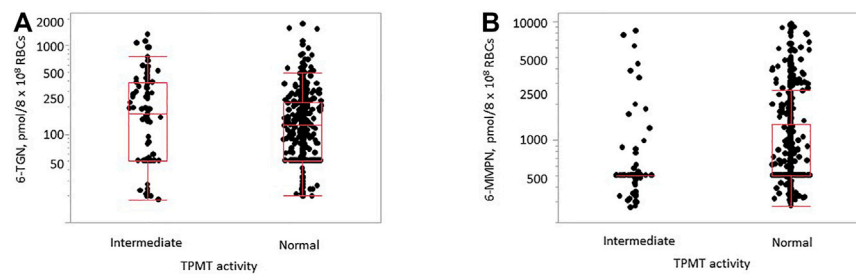 A
6-TGN, pmol/8 x 10⁸ RBCs
2000
1000
500
250
100
50
Intermediate
Normal
TPMT activity
B
6-MMPN, pmol/8 x 10⁸ RBCs
10000
5000
2500
1000
500
Intermediate
Normal
TPMT activity